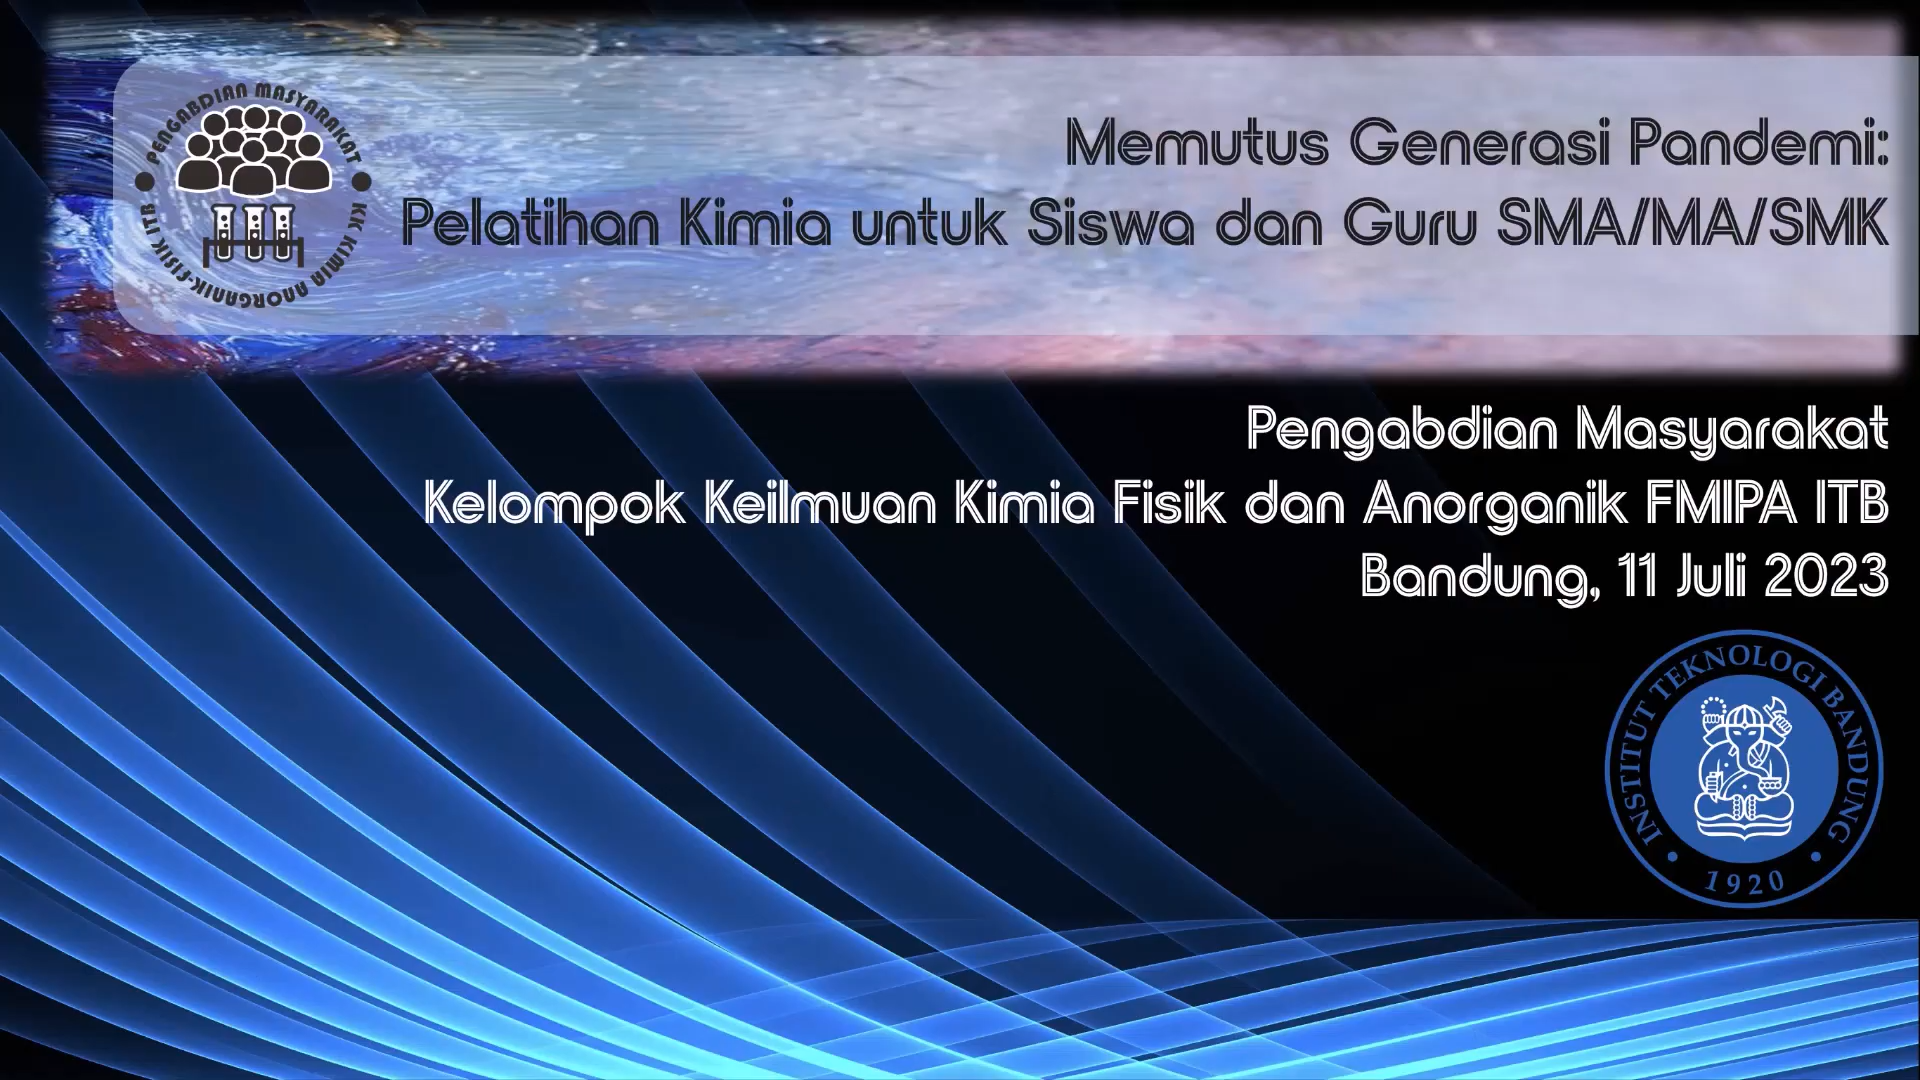 PENGABDIAN MASYARAKAT
KK KIMIA ANORGANIK-FISIK ITB
Memutus Generasi Pandemi:
Pelatihan Kimia untuk Siswa dan Guru SMA/MA/SMK
Pengabdian Masyarakat
Kelompok Keilmuan Kimia Fisik dan Anorganik FMIPA ITB
Bandung, 11 Juli 2023
INSTITUT TEKNOLOGI BANDUNG
1920